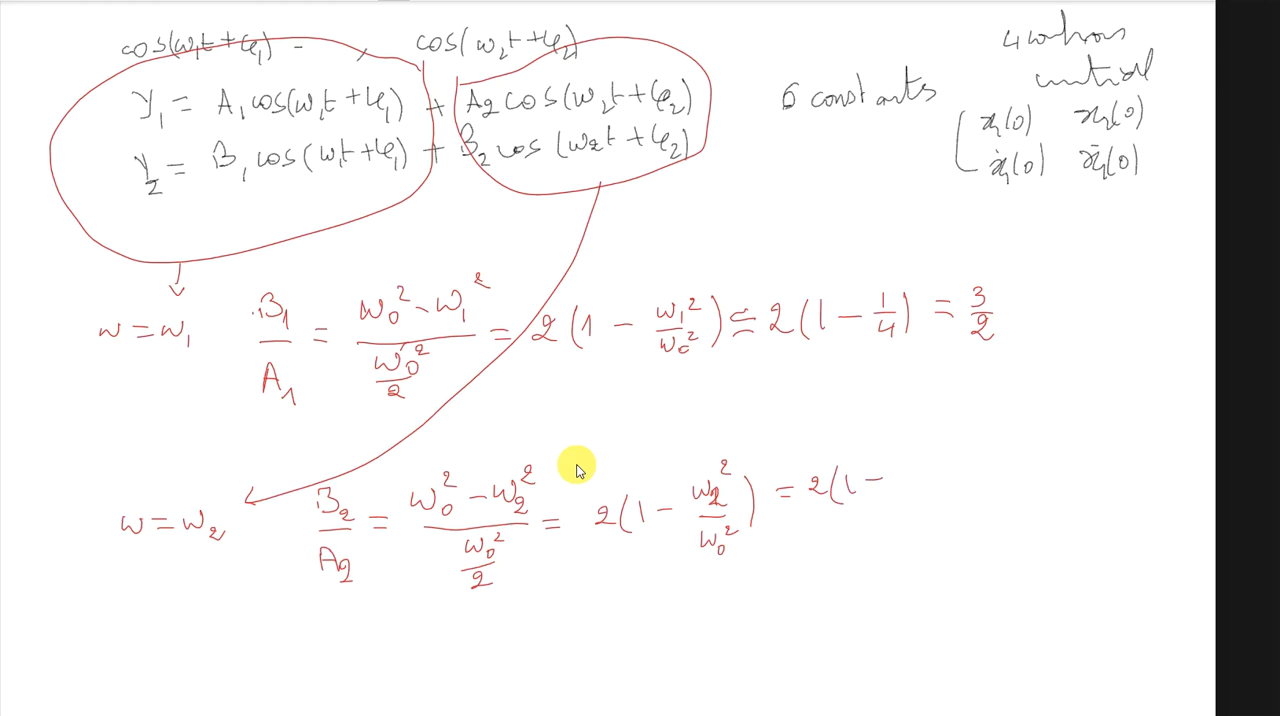 cos(ω₁t + φ₁) - , cos(ω₂t + φ₂)
y₁ = A₁ cos(ω₁t + φ₁) + A₂ cos(ω₂t + φ₂)
y₂ = B₁ cos(ω₁t + φ₁) + B₂ cos(ω₂t + φ₂)
6 constantes
4
x₁(0) x₂(0)
ẋ₁(0) ẋ₂(0)
ω = ω₁ B₁/A₁ = (ω₀² - ω₁²)/(ω₀²/2) = 2(1 - ω₁²/ω₀²) = 2(1 - 1/4) = 3/2
ω = ω₂ B₂/A₂ = (ω₀² - ω₂²)/(ω₀²/2) = 2(1 - ω₂²/ω₀²) = 2(1 -